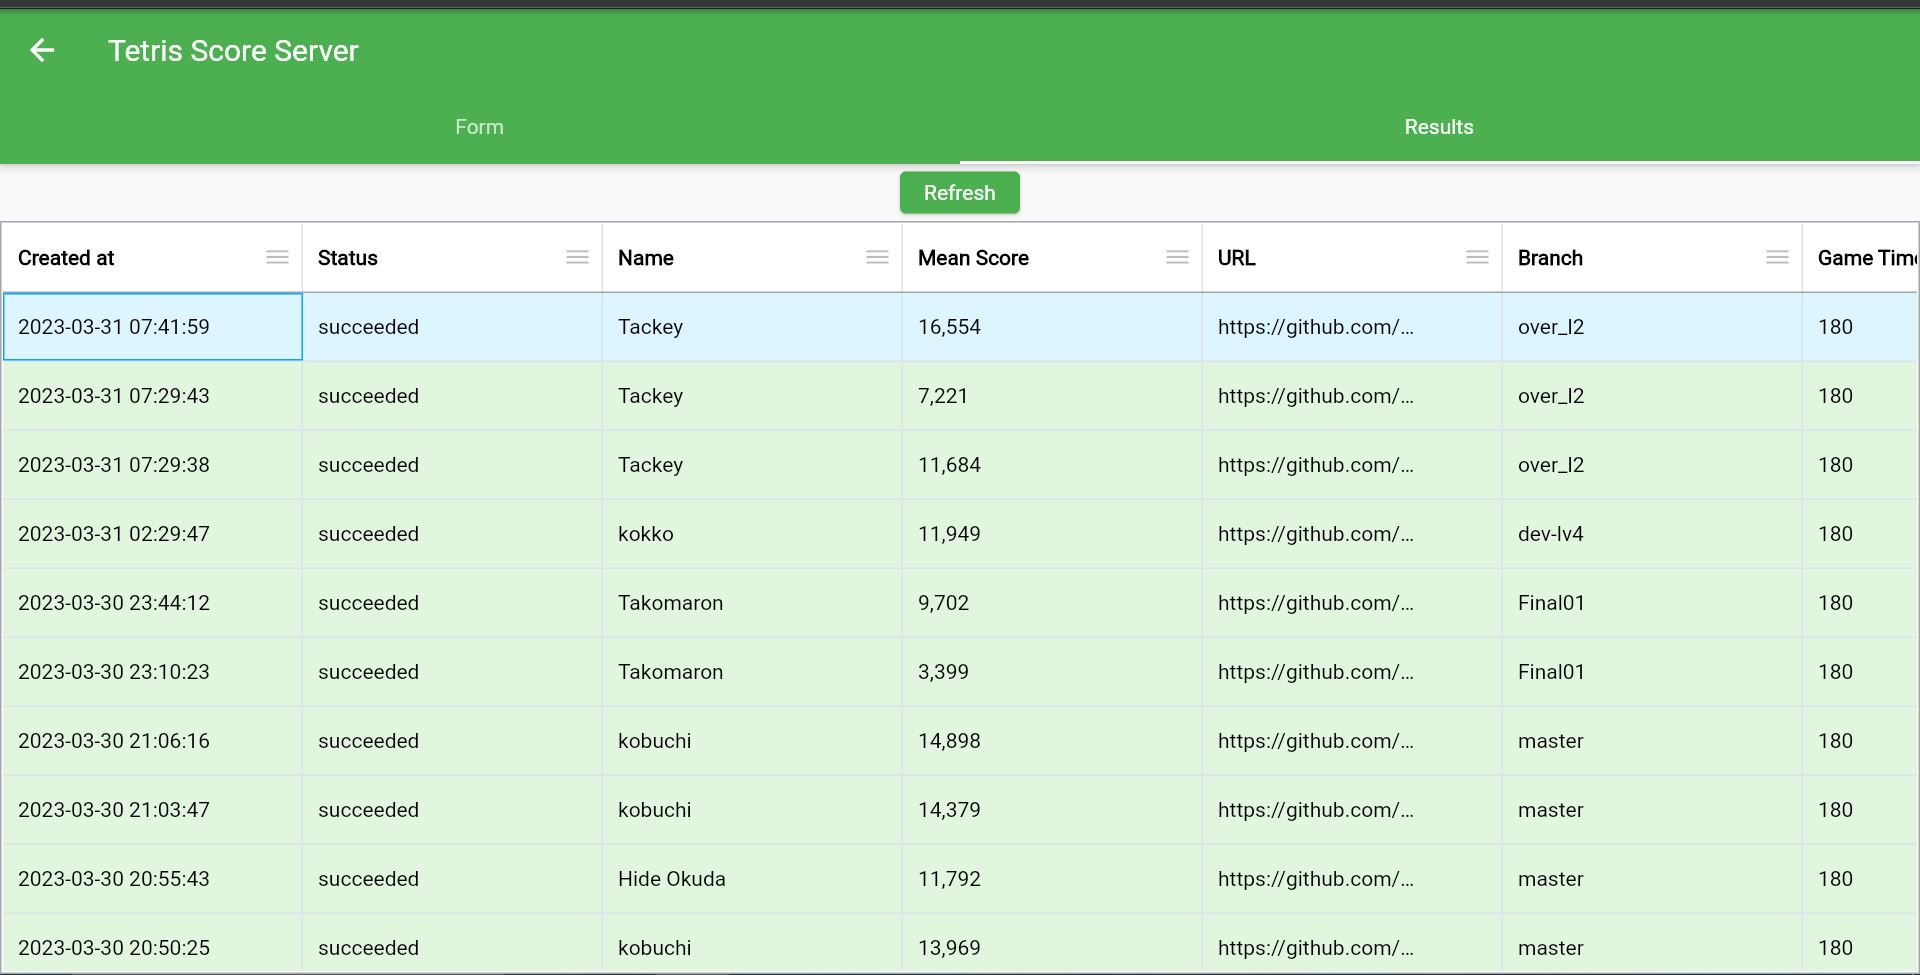 Tetris Score Server
Form Results
Refresh
Created at Status Name Mean Score URL Branch Game Time
2023-03-31 07:41:59 succeeded Tackey 16,554 https://github.com/... over_l2 180
2023-03-31 07:29:43 succeeded Tackey 7,221 https://github.com/... over_l2 180
2023-03-31 07:29:38 succeeded Tackey 11,684 https://github.com/... over_l2 180
2023-03-31 02:29:47 succeeded kokko 11,949 https://github.com/... dev-lv4 180
2023-03-30 23:44:12 succeeded Takomaron 9,702 https://github.com/... Final01 180
2023-03-30 23:10:23 succeeded Takomaron 3,399 https://github.com/... Final01 180
2023-03-30 21:06:16 succeeded kobuchi 14,898 https://github.com/... master 180
2023-03-30 21:03:47 succeeded kobuchi 14,379 https://github.com/... master 180
2023-03-30 20:55:43 succeeded Hide Okuda 11,792 https://github.com/... master 180
2023-03-30 20:50:25 succeeded kobuchi 13,969 https://github.com/... master 180